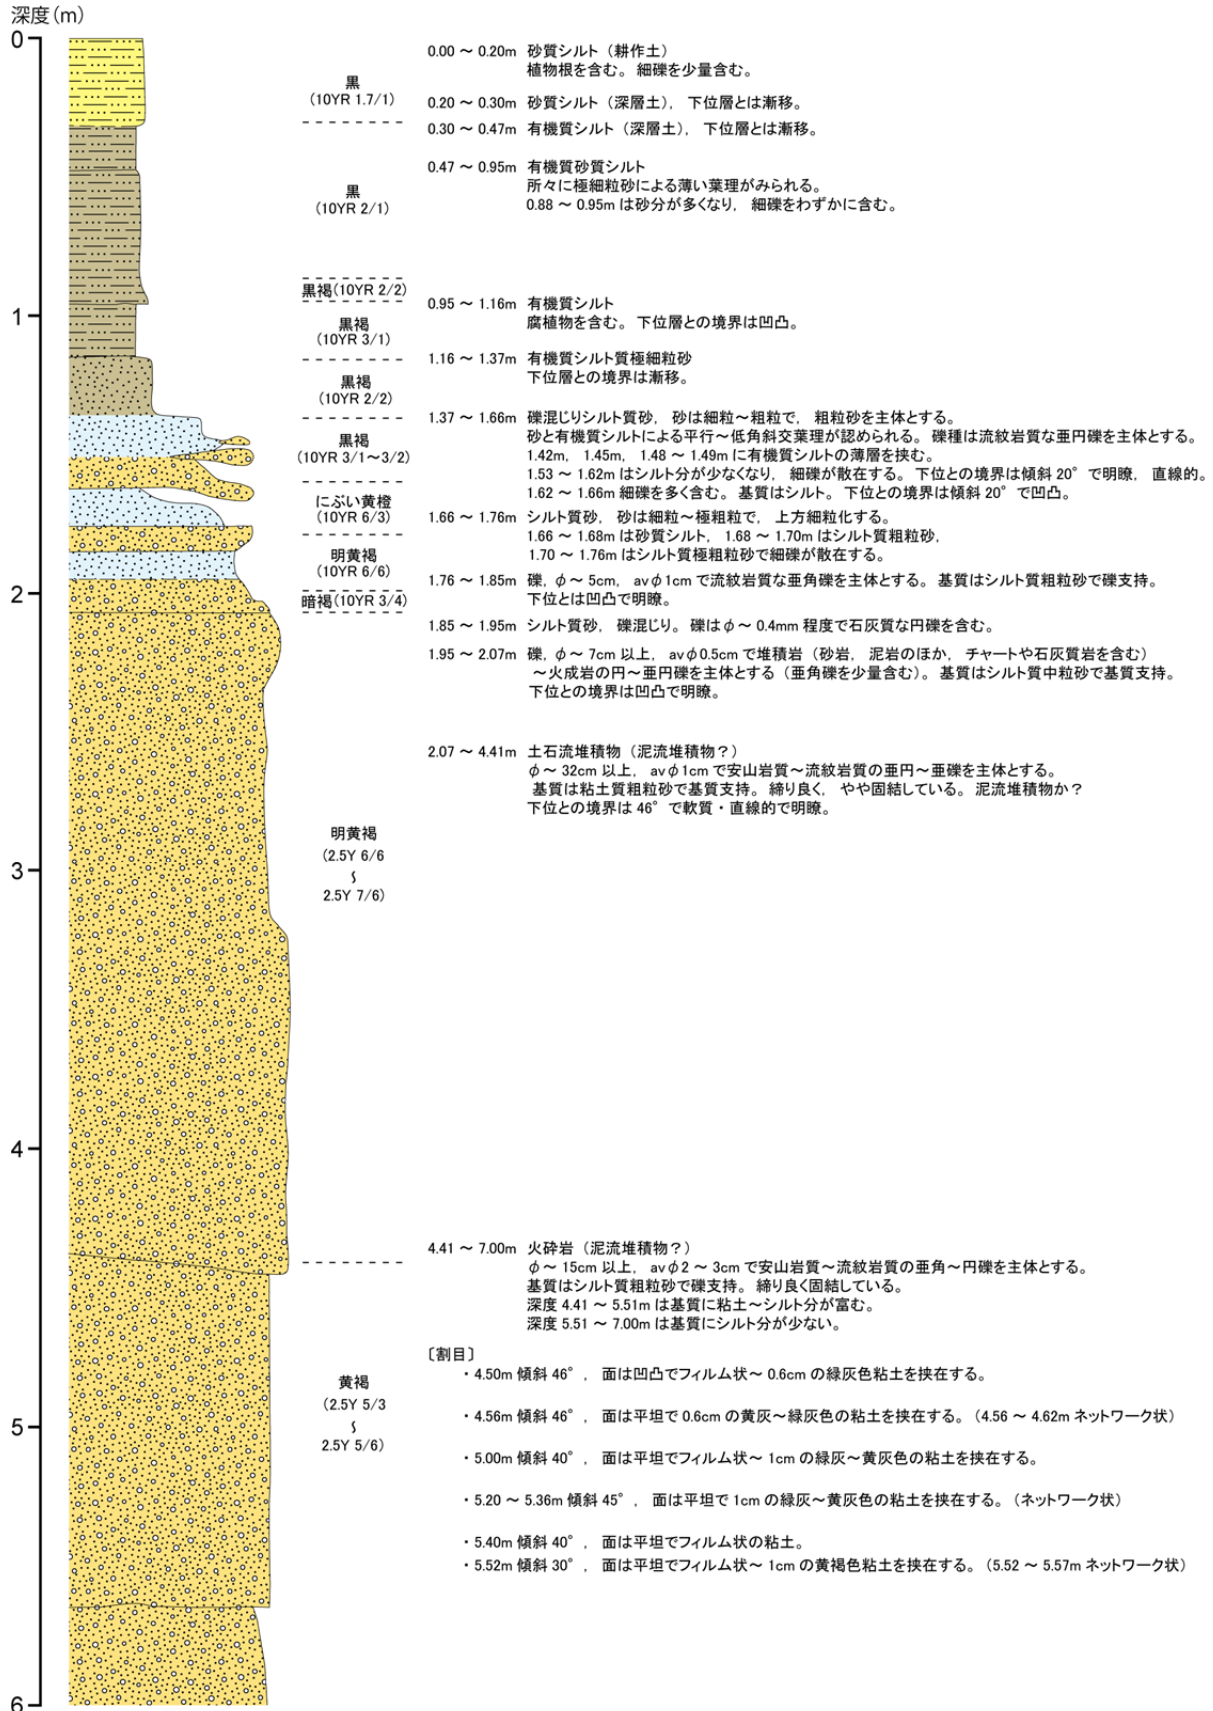 深度(m)
0
1
2
3
4
5
6
黒
(10YR 1.7/1)
黒
(10YR 2/1)
黒褐(10YR 2/2)
黒褐
(10YR 3/1)
黒褐
(10YR 2/2)
黒褐
(10YR 3/1～3/2)
にぶい黄橙
(10YR 6/3)
明黄褐
(10YR 6/6)
暗褐(10YR 3/4)
明黄褐
(2.5Y 6/6
～
2.5Y 7/6)
黄褐
(2.5Y 5/3
～
2.5Y 5/6)
0.00 ～ 0.20m 砂質シルト（耕作土）
植物根を含む。細礫を少量含む。
0.20 ～ 0.30m 砂質シルト（深層土），下位層とは漸移。
0.30 ～ 0.47m 有機質シルト（深層土），下位層とは漸移。
0.47 ～ 0.95m 有機質砂質シルト
所々に極細粒砂による薄い葉理がみられる。
0.88 ～ 0.95m は砂分が多くなり，細礫をわずかに含む。
0.95 ～ 1.16m 有機質シルト
腐植物を含む。下位層との境界は凹凸。
1.16 ～ 1.37m 有機質シルト質極細粒砂
下位層との境界は漸移。
1.37 ～ 1.66m 礫混じりシルト質砂，砂は細粒～粗粒で，粗粒砂を主体とする。
砂と有機質シルトによる平行～低角斜交葉理が認められる。礫種は流紋岩質な亜円礫を主体とする。
1.42m，1.45m，1.48 ～ 1.49m に有機質シルトの薄層を挟む。
1.53 ～ 1.62m はシルト分が少なくなり，細礫が散在する。下位との境界は傾斜 20° で明瞭，直線的。
1.62 ～ 1.66m 細礫を多く含む。基質はシルト。下位との境界は傾斜 20° で凹凸。
1.66 ～ 1.76m シルト質砂，砂は細粒～極粗粒で，上方細粒化する。
1.66 ～ 1.68m は砂質シルト，1.68 ～ 1.70m はシルト質粗粒砂，
1.70 ～ 1.76m はシルト質極粗粒砂で細礫が散在する。
1.76 ～ 1.85m 礫，φ～ 5cm，avφ1cm で流紋岩質な亜角礫を主体とする。基質はシルト質粗粒砂で礫支持。
下位とは凹凸で明瞭。
1.85 ～ 1.95m シルト質砂，礫混じり。礫はφ～ 0.4mm 程度で石灰質な円礫を含む。
1.95 ～ 2.07m 礫，φ～ 7cm 以上，avφ0.5cm で堆積岩（砂岩，泥岩のほか，チャートや石灰質岩を含む）
～火成岩の円～亜円礫を主体とする（亜角礫を少量含む）。基質はシルト質中粒砂で基質支持。
下位との境界は凹凸で明瞭。
2.07 ～ 4.41m 土石流堆積物（泥流堆積物？）
φ～ 32cm 以上，avφ1cm で安山岩質～流紋岩質の亜円～亜礫を主体とする。
基質は粘土質粗粒砂で基質支持。締り良く，やや固結している。泥流堆積物か？
下位との境界は 46° で軟質・直線的で明瞭。
4.41 ～ 7.00m 火砕岩（泥流堆積物？）
φ～ 15cm 以上，avφ2 ～ 3cm で安山岩質～流紋岩質の亜角～円礫を主体とする。
基質はシルト質粗粒砂で礫支持。締り良く固結している。
深度 4.41 ～ 5.51m は基質に粘土～シルト分が富む。
深度 5.51 ～ 7.00m は基質にシルト分が少ない。
〔割目〕
・4.50m 傾斜 46°，面は凹凸でフィルム状～ 0.6cm の緑灰色粘土を挟在する。
・4.56m 傾斜 46°，面は平坦で 0.6cm の黄灰～緑灰色の粘土を挟在する。（4.56 ～ 4.62m ネットワーク状）
・5.00m 傾斜 40°，面は平坦でフィルム状～ 1cm の緑灰～黄灰色の粘土を挟在する。
・5.20 ～ 5.36m 傾斜 45°，面は平坦で 1cm の緑灰～黄灰色の粘土を挟在する。（ネットワーク状）
・5.40m 傾斜 40°，面は平坦でフィルム状の粘土。
・5.52m 傾斜 30°，面は平坦でフィルム状～ 1cm の黄褐色粘土を挟在する。（5.52 ～ 5.57m ネットワーク状）